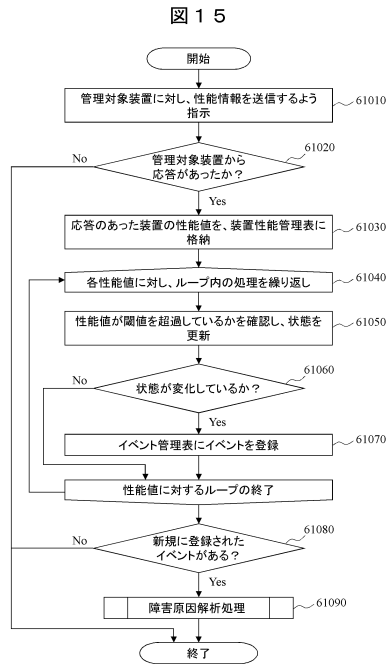 図１５
開始
管理対象装置に対し、性能情報を送信するよう
指示
61010
管理対象装置から
応答があったか？
61020
No
Yes
応答のあった装置の性能値を、装置性能管理表に
格納
61030
各性能値に対し、ループ内の処理を繰り返し
61040
性能値が閾値を超過しているかを確認し、状態を
更新
61050
状態が変化しているか？
61060
No
Yes
イベント管理表にイベントを登録
61070
性能値に対するループの終了
新規に登録された
イベントがある？
61080
No
Yes
障害原因解析処理
61090
終了